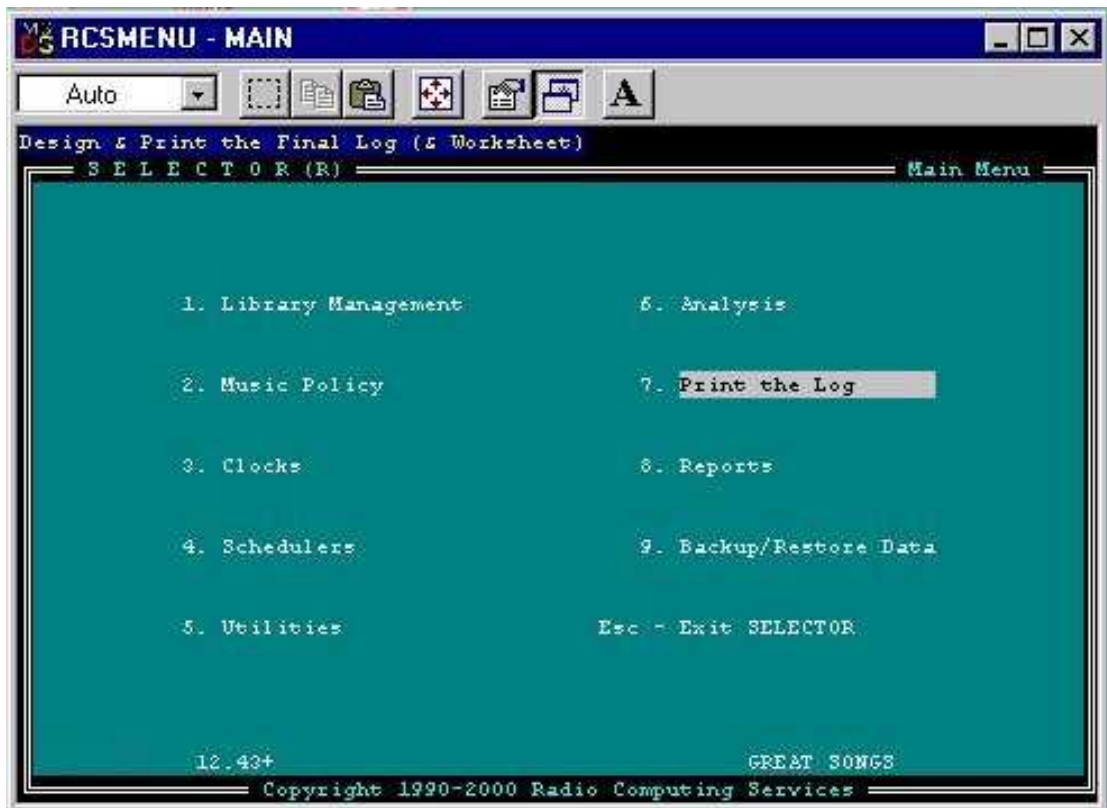 RCSMENU - MAIN
Auto
A
Design & Print the Final Log (& Worksheet)
S E L E C T O R (R)
Main Menu
1. Library Management
6. Analysis
2. Music Policy
7. Print the Log
3. Clocks
8. Reports
4. Schedulers
9. Backup/Restore Data
5. Utilities
Esc - Exit SELECTOR
12.43+
GREAT SONGS
Copyright 1990-2000 Radio Computing Services